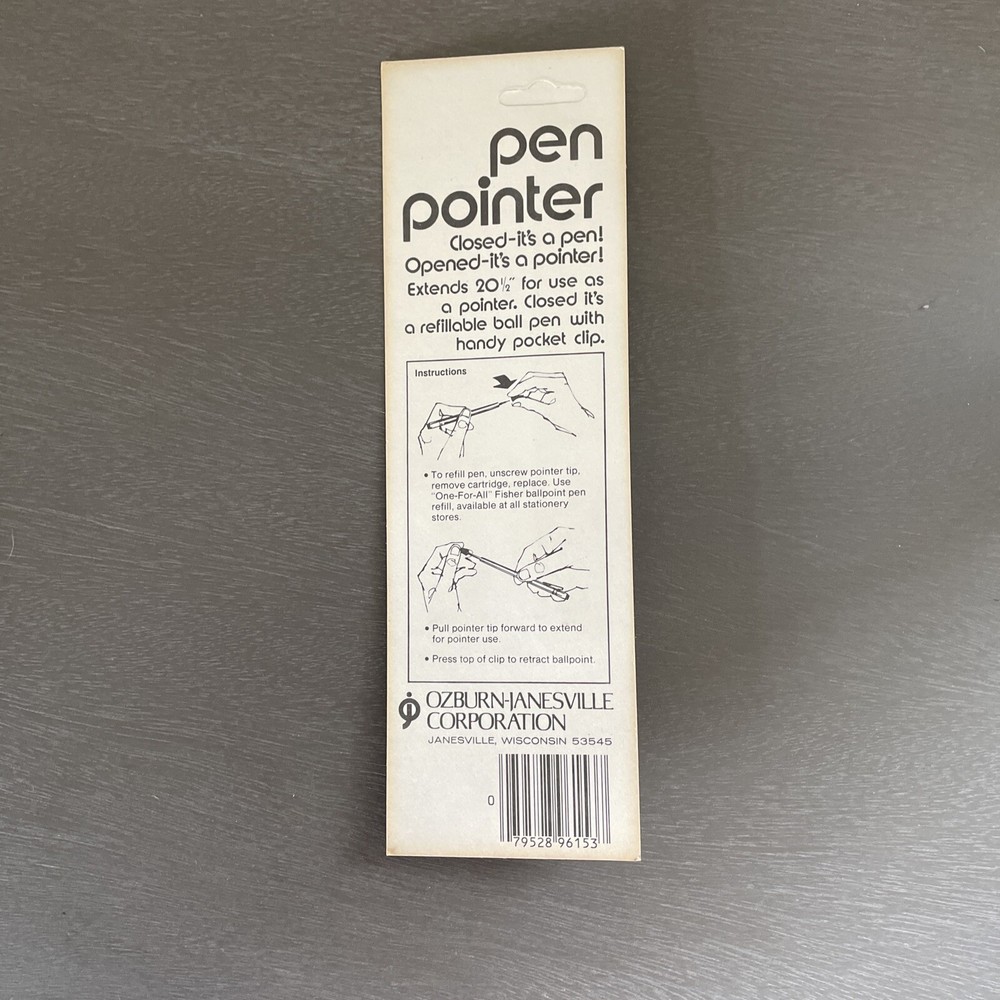 pen
pointer
Closed-it's a pen!
Opened-it's a pointer!
Extends 20 1/2" for use as
a pointer. Closed it's
a refillable ball pen with
handy pocket clip.
Instructions
• To refill pen, unscrew pointer tip,
remove cartridge, replace. Use
"One-For-All" Fisher ballpoint pen
refill, available at all stationery
stores.
• Pull pointer tip forward to extend
for pointer use.
• Press top of clip to retract ballpoint.
OZBURN-JANESVILLE
CORPORATION
JANESVILLE, WISCONSIN 53545
0
79528 96153